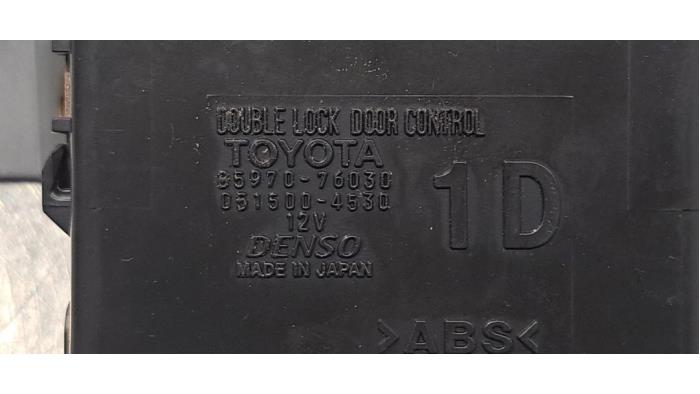 DOUBLE LOCK DOOR CONTROL
TOYOTA
85970-76030
051500-4530
12V
DENSO
MADE IN JAPAN
1D
>ABS<